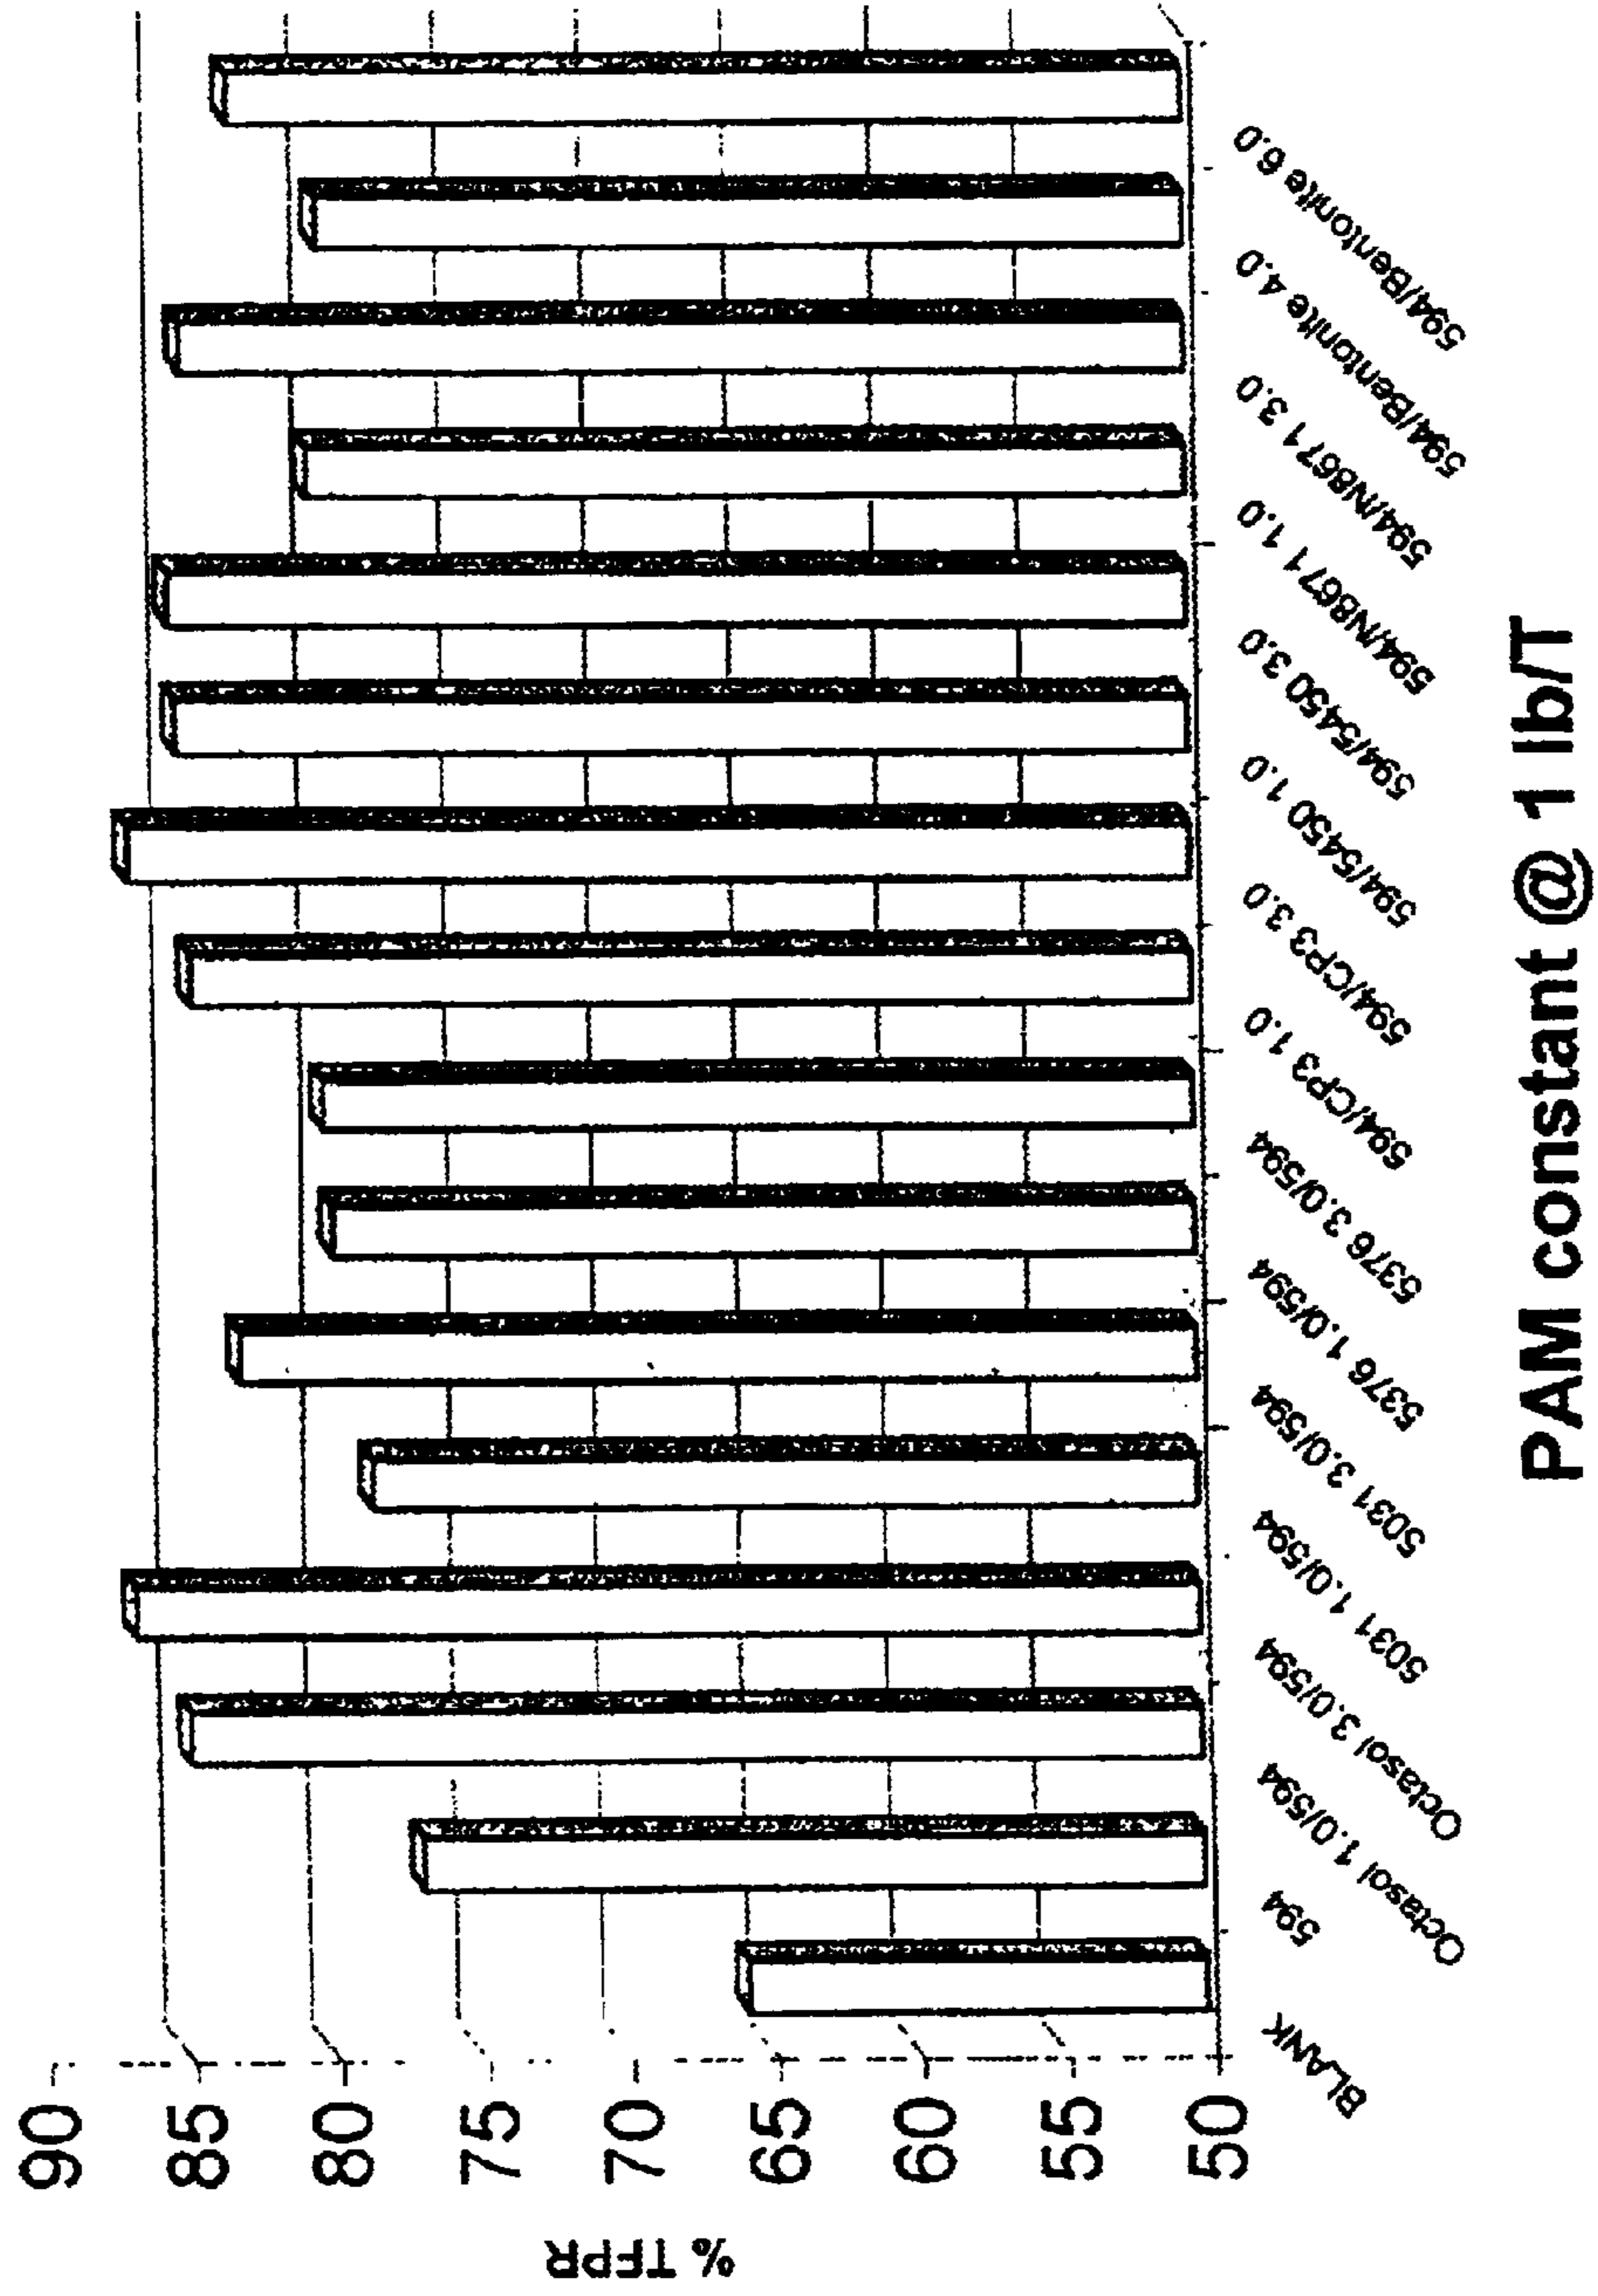 % TFPR
90
85
80
75
70
65
60
55
50
BLANK
594
Octasol 1.0/594
Octasol 3.0/594
5031 1.0/594
5031 3.0/594
5376 1.0/594
5376 3.0/594
594/CP3 1.0
594/CP3 3.0
594/5450 1.0
594/5450 3.0
594/N8671 1.0
594/N8671 3.0
594/Bentonite 4.0
594/Bentonite 6.0
PAM constant @ 1 lb/T